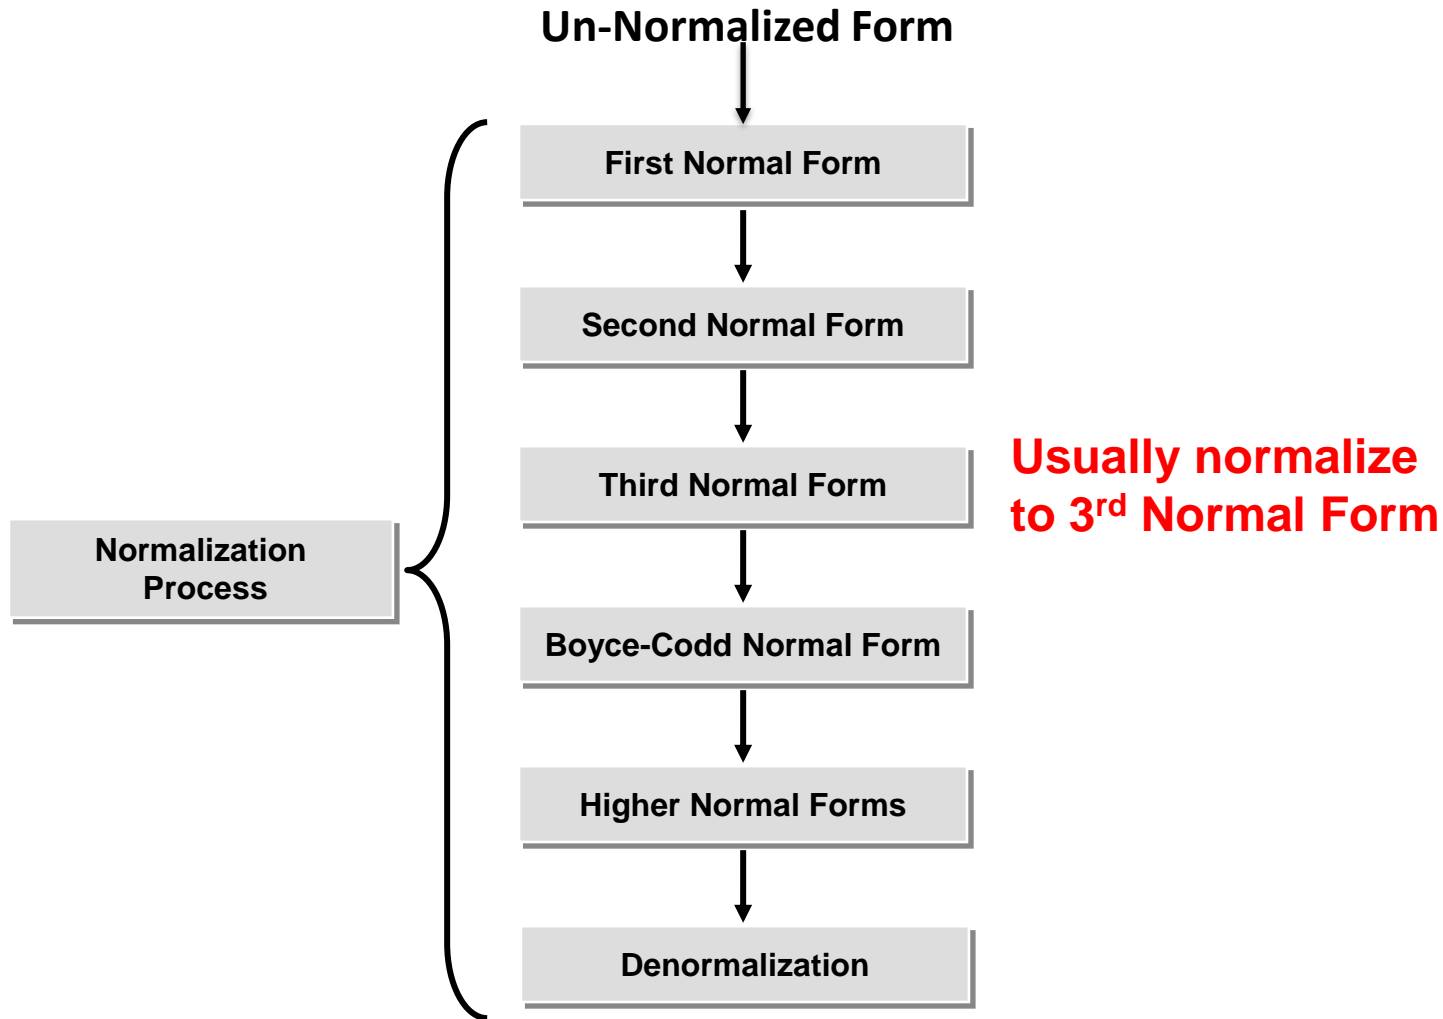 Un-Normalized Form
First Normal Form
Second Normal Form
Third Normal Form
Usually normalize
to 3rd Normal Form
Normalization
Process
Boyce-Codd Normal Form
Higher Normal Forms
Denormalization